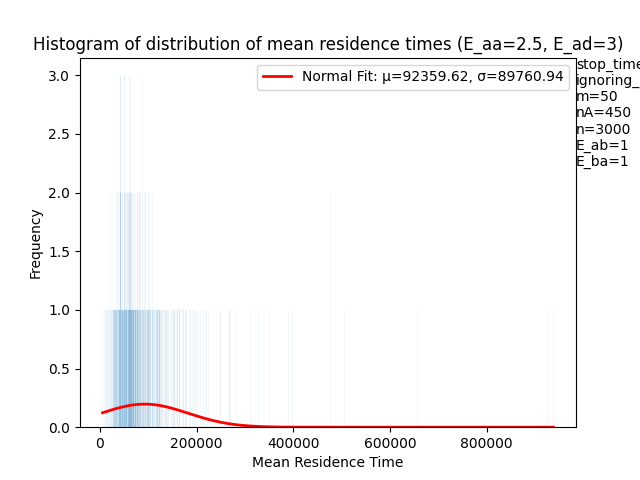 Histogram of distribution of mean residence times (E_aa=2.5, E_ad=3)
Normal Fit: μ=92359.62, σ=89760.94
stop_time
ignoring_
m=50
nA=450
n=3000
E_ab=1
E_ba=1
3.0
2.5
2.0
1.5
1.0
0.5
0.0
Frequency
0 200000 400000 600000 800000
Mean Residence Time